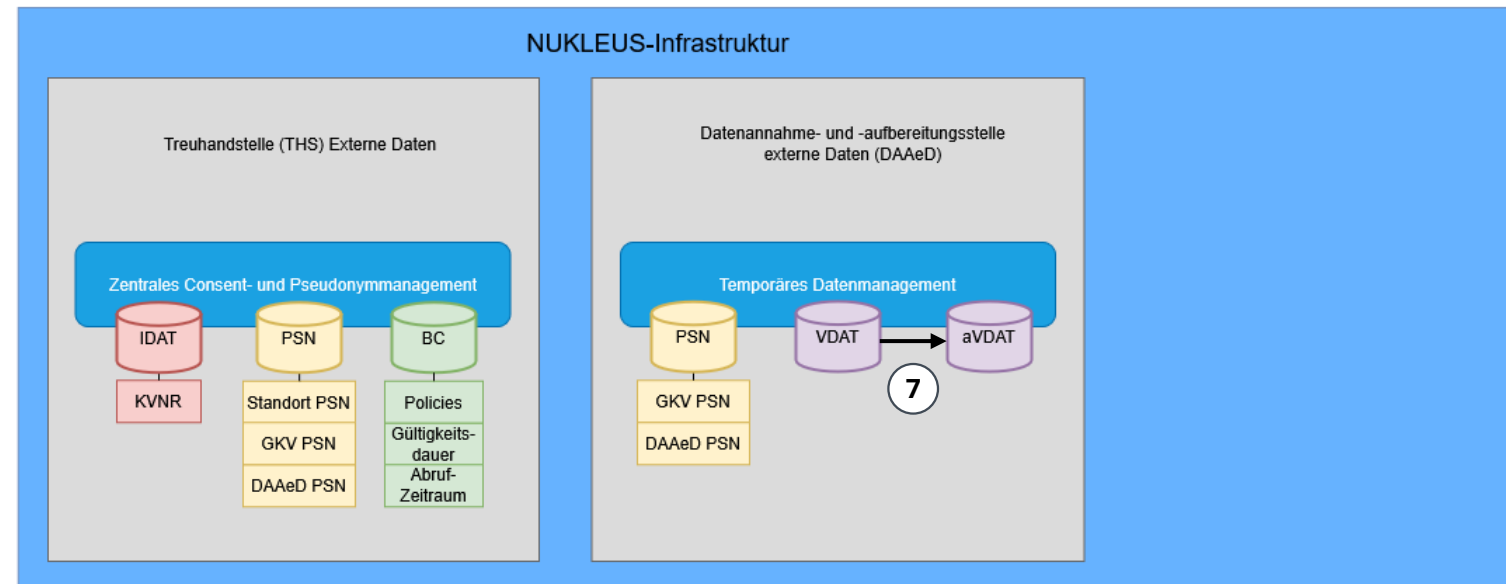 NUKLEUS-Infrastruktur
Treuhandstelle (THS) Externe Daten
Zentrales Consent- und Pseudonymmanagement
IDAT
PSN
BC
KVNR
Standort PSN
Policies
GKV PSN
Gültigkeits-
dauer
DAAeD PSN
Abruf-
Zeitraum
Datenannahme- und -aufbereitungsstelle
externe Daten (DAAeD)
Temporäres Datenmanagement
PSN
VDAT
aVDAT
7
GKV PSN
DAAeD PSN